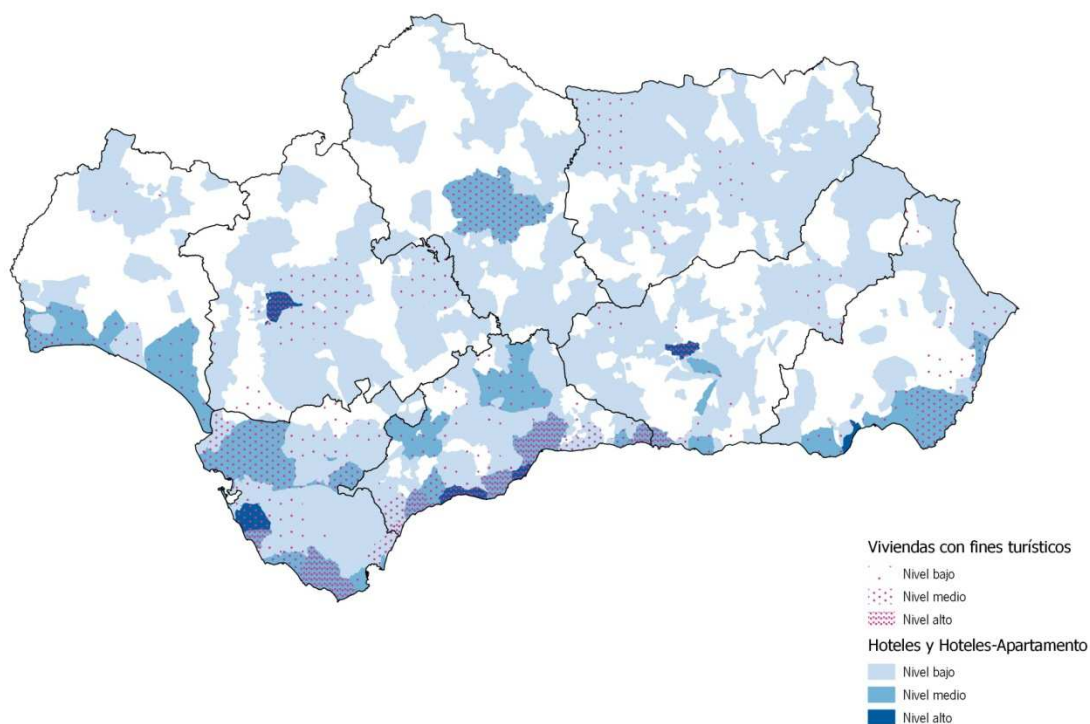 Viviendas con fines turísticos
Nivel bajo
Nivel medio
Nivel alto
Hoteles y Hoteles-Apartamento
Nivel bajo
Nivel medio
Nivel alto